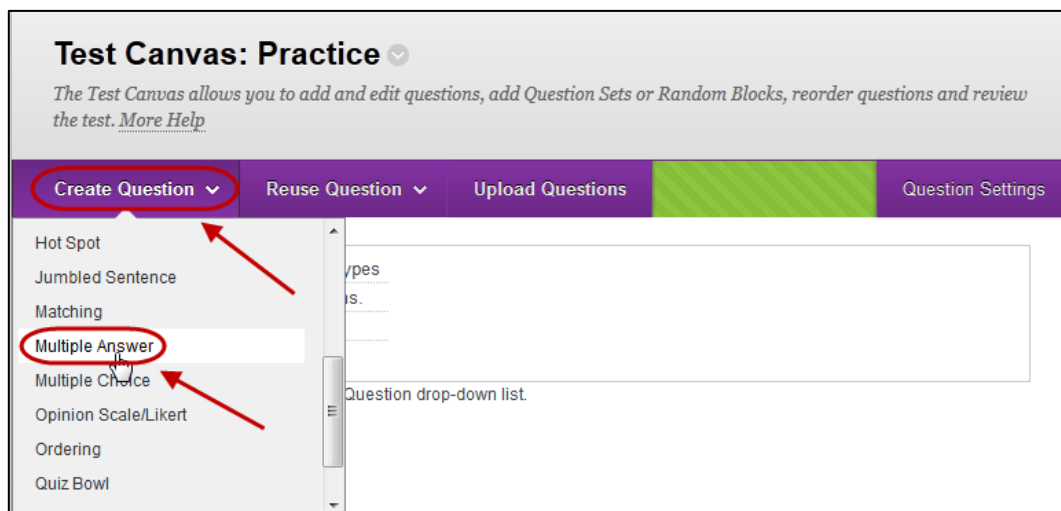 Test Canvas: Practice
The Test Canvas allows you to add and edit questions, add Question Sets or Random Blocks, reorder questions and review
the test. More Help
Create Question Reuse Question Upload Questions Question Settings
Hot Spot
Jumbled Sentence
Matching
Multiple Answer
Multiple Choice
Opinion Scale/Likert
Ordering
Quiz Bowl
ypes
is.
Question drop-down list.